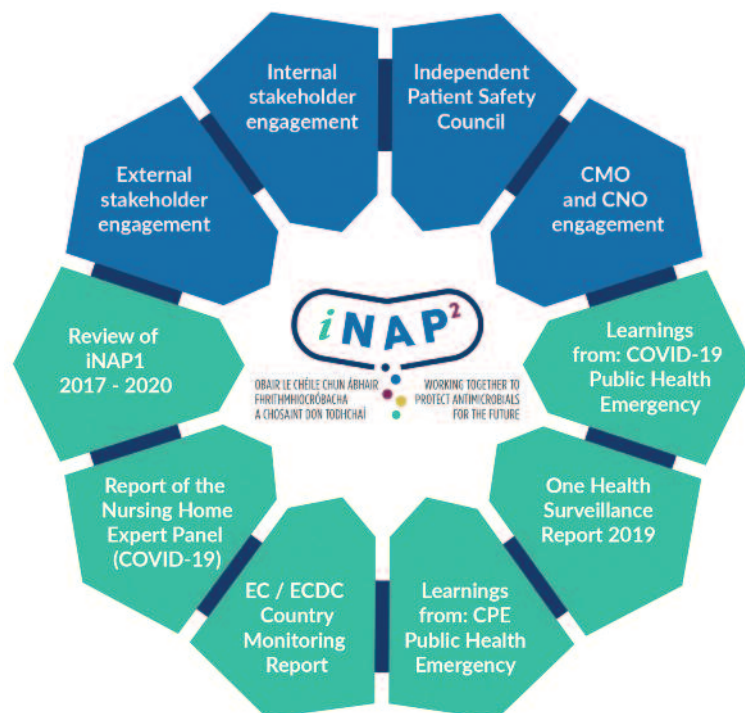 Internal
stakeholder
engagement
Independent
Patient Safety
Council
CMO
and CNO
engagement
Learnings
from: COVID-19
Public Health
Emergency
One Health
Surveillance
Report 2019
Learnings
from: CPE
Public Health
Emergency
EC / ECDC
Country
Monitoring
Report
Report of the
Nursing Home
Expert Panel
(COVID-19)
Review of
iNAP1
2017 - 2020
External
stakeholder
engagement
iNAP2
OBAIR LE CHÉILE CHUN ÁBHAIR
FHRITHMHIOCRÓBACHA
A CHOSAINT DON TODHCHAÍ
WORKING TOGETHER TO
PROTECT ANTIMICROBIALS
FOR THE FUTURE